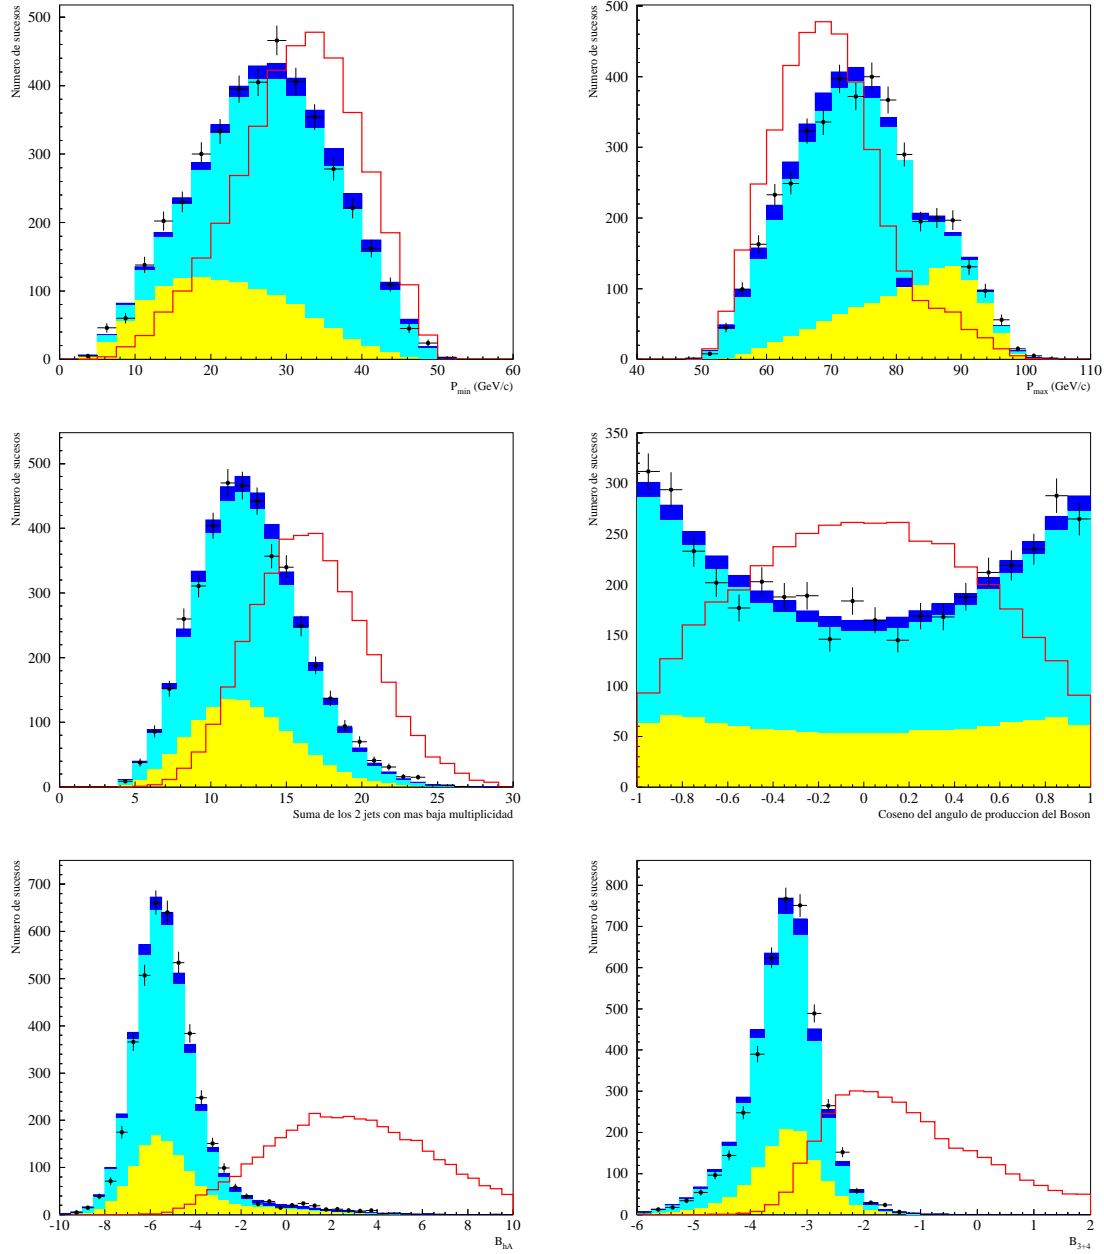 Numero de sucesos
500
400
300
200
100
0
0 10 20 30 40 50 60
P_min (GeV/c)
Numero de sucesos
500
400
300
200
100
0
40 50 60 70 80 90 100 110
P_max (GeV/c)
Numero de sucesos
500
400
300
200
100
0
0 5 10 15 20 25 30
Suma de los 2 jets con mas baja multiplicidad
Numero de sucesos
350
300
250
200
150
100
50
0
-1 -0.8 -0.6 -0.4 -0.2 0 0.2 0.4 0.6 0.8 1
Coseno del angulo de produccion del Boson
Numero de sucesos
700
600
500
400
300
200
100
0
-10 -8 -6 -4 -2 0 2 4 6 8 10
B_hA
Numero de sucesos
800
700
600
500
400
300
200
100
0
-6 -5 -4 -3 -2 -1 0 1 2
B_3+4